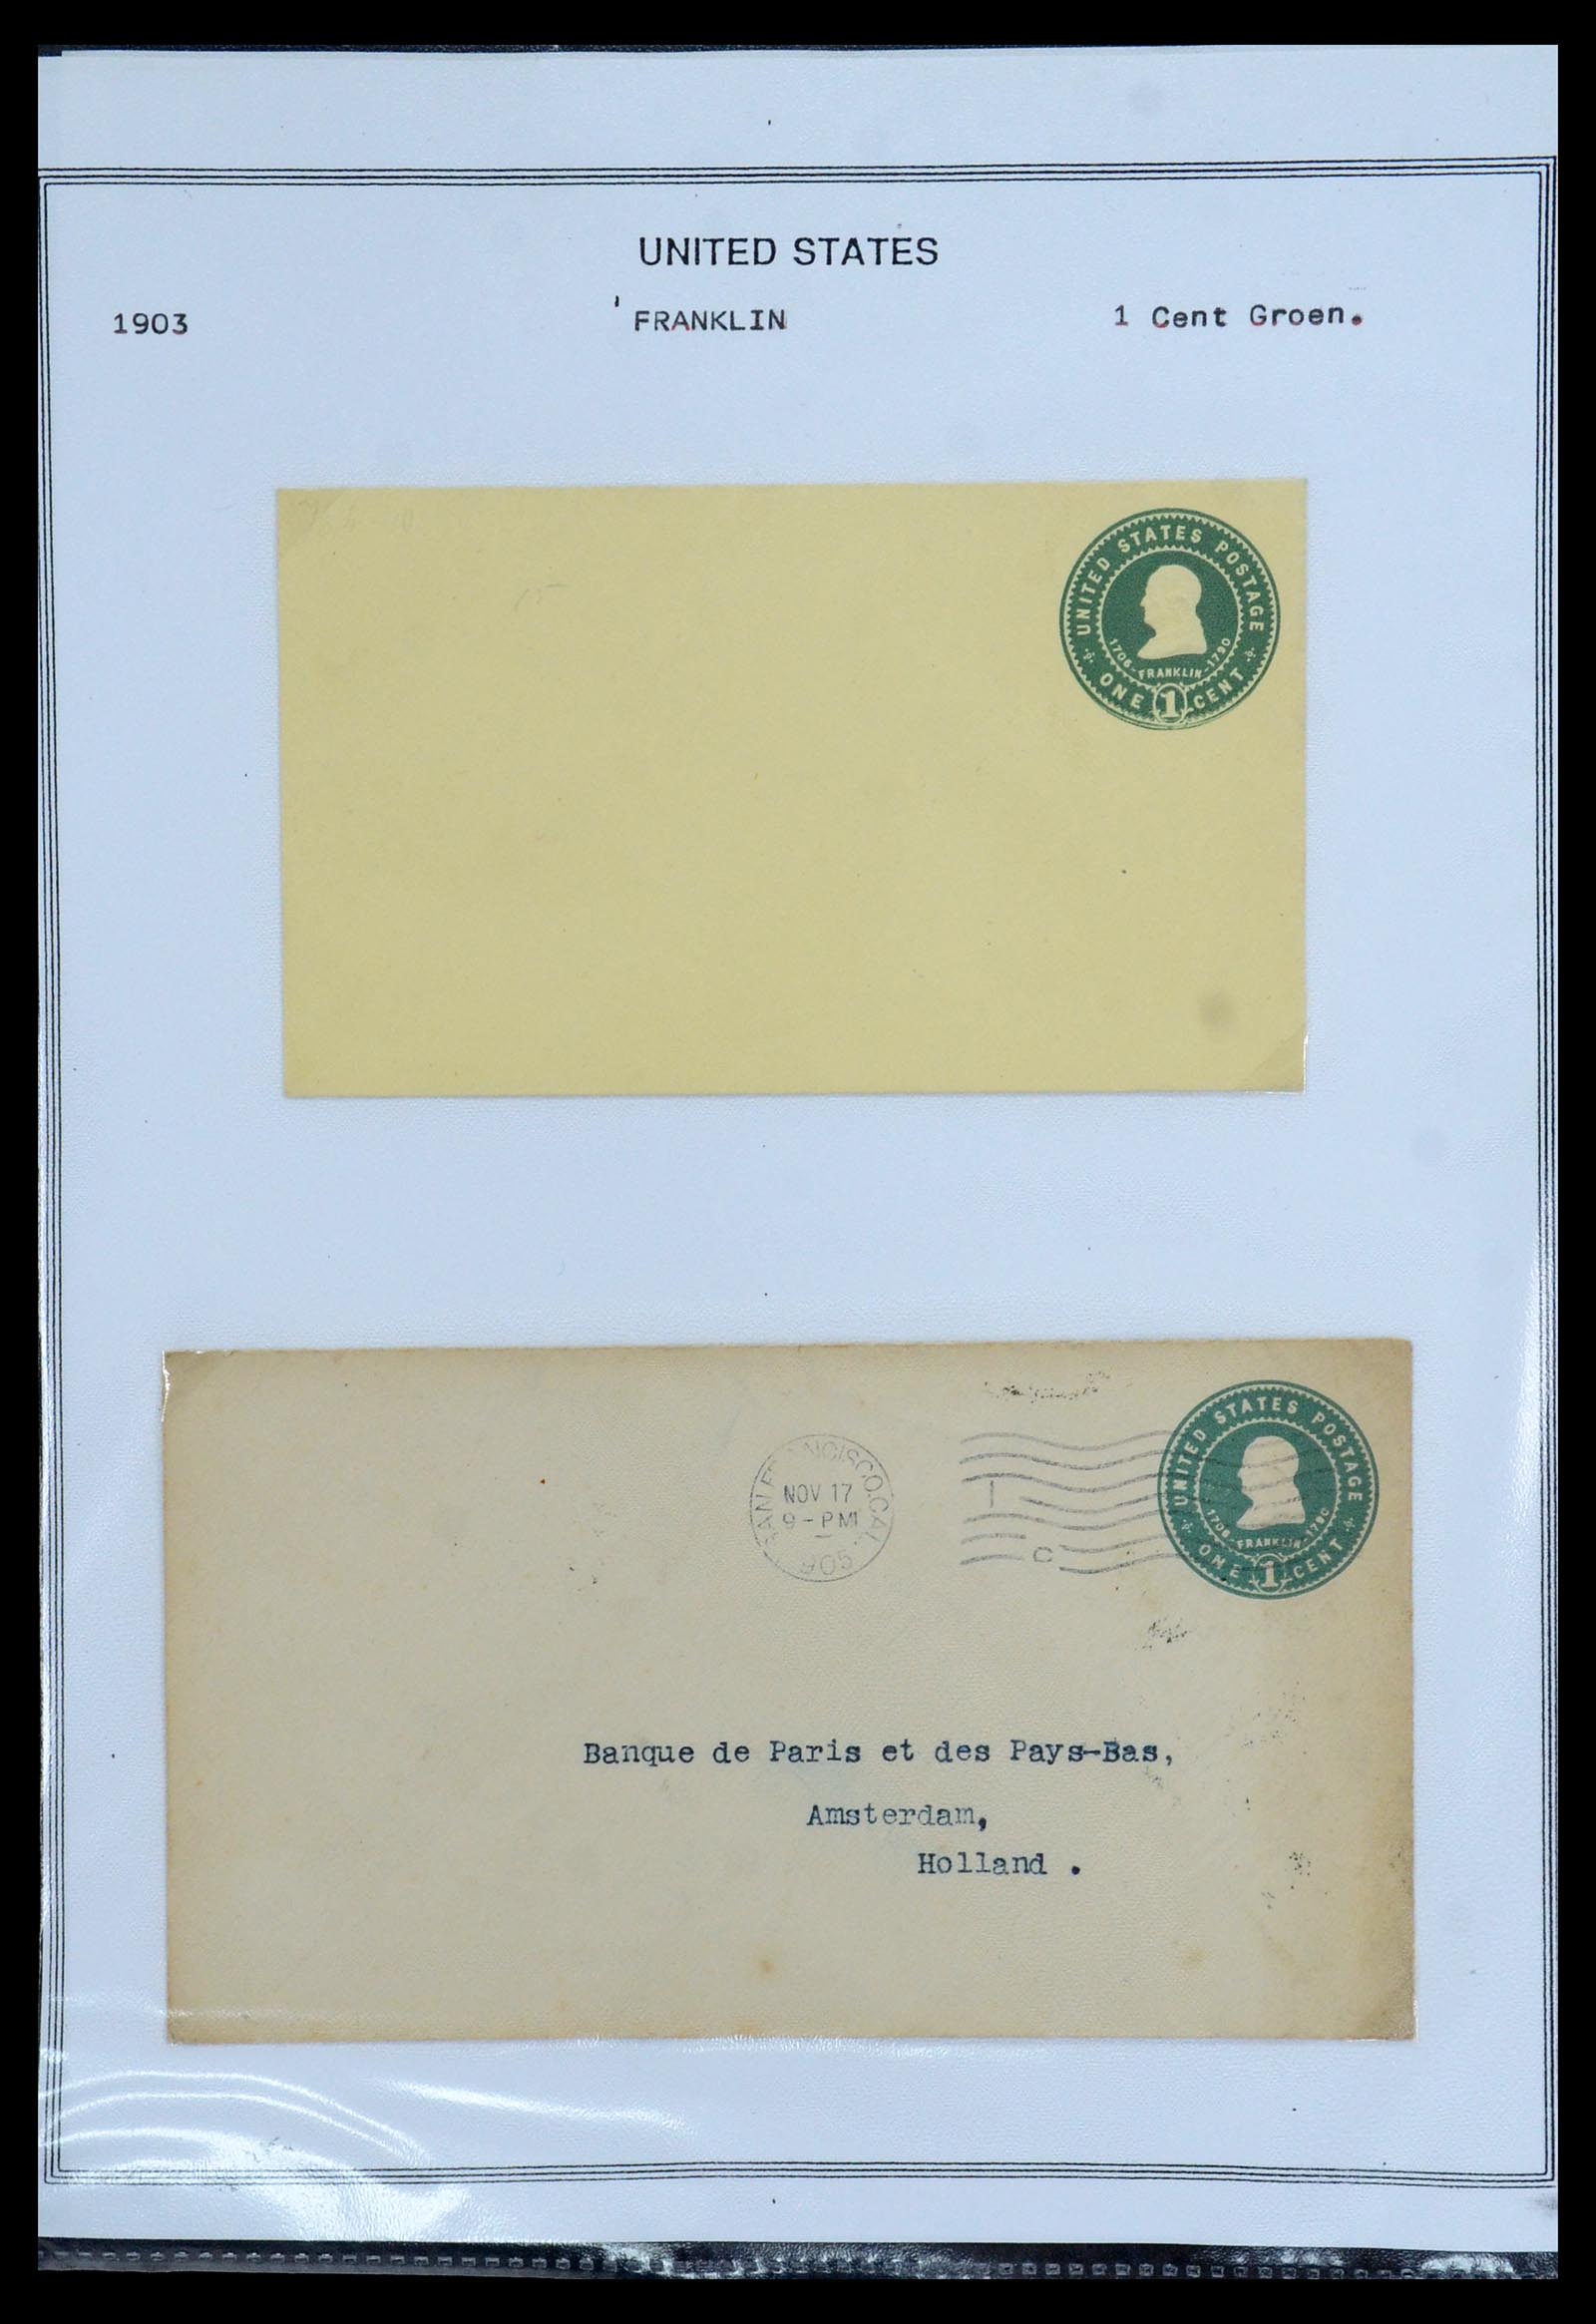 UNITED STATES
1903 FRANKLIN 1 Cent Groen.
UNITED STATES POSTAGE
1706-FRANKLIN-1790
ONE 1 CENT
NOV 17
9-PM
905
C
UNITED STATES POSTAGE
1706-FRANKLIN-1790
ONE 1 CENT
Banque de Paris et des Pays-Bas,
Amsterdam,
Holland .